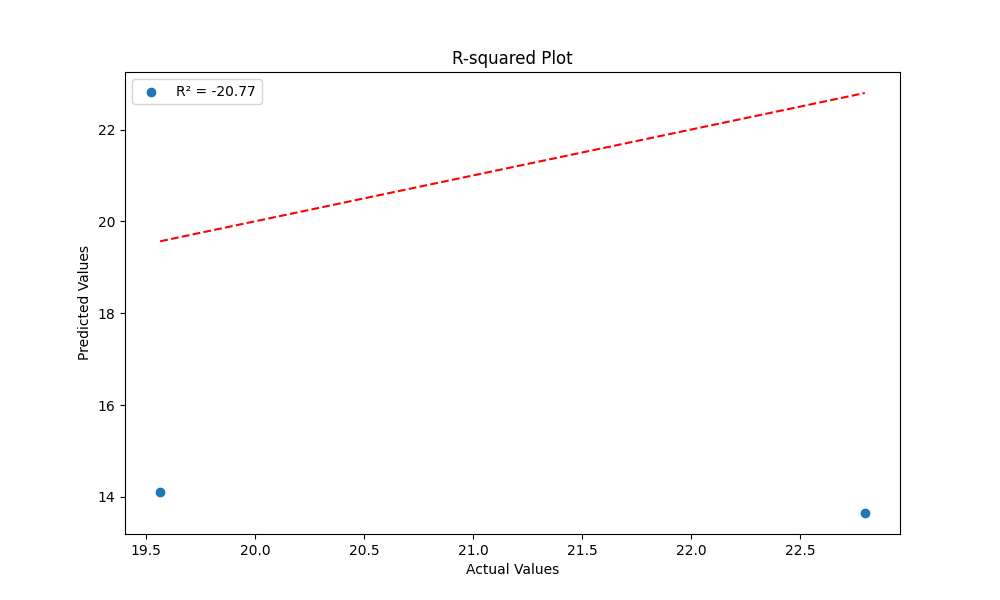 R-squared Plot
R² = -20.77
Predicted Values
22
20
18
16
14
19.5 20.0 20.5 21.0 21.5 22.0 22.5
Actual Values